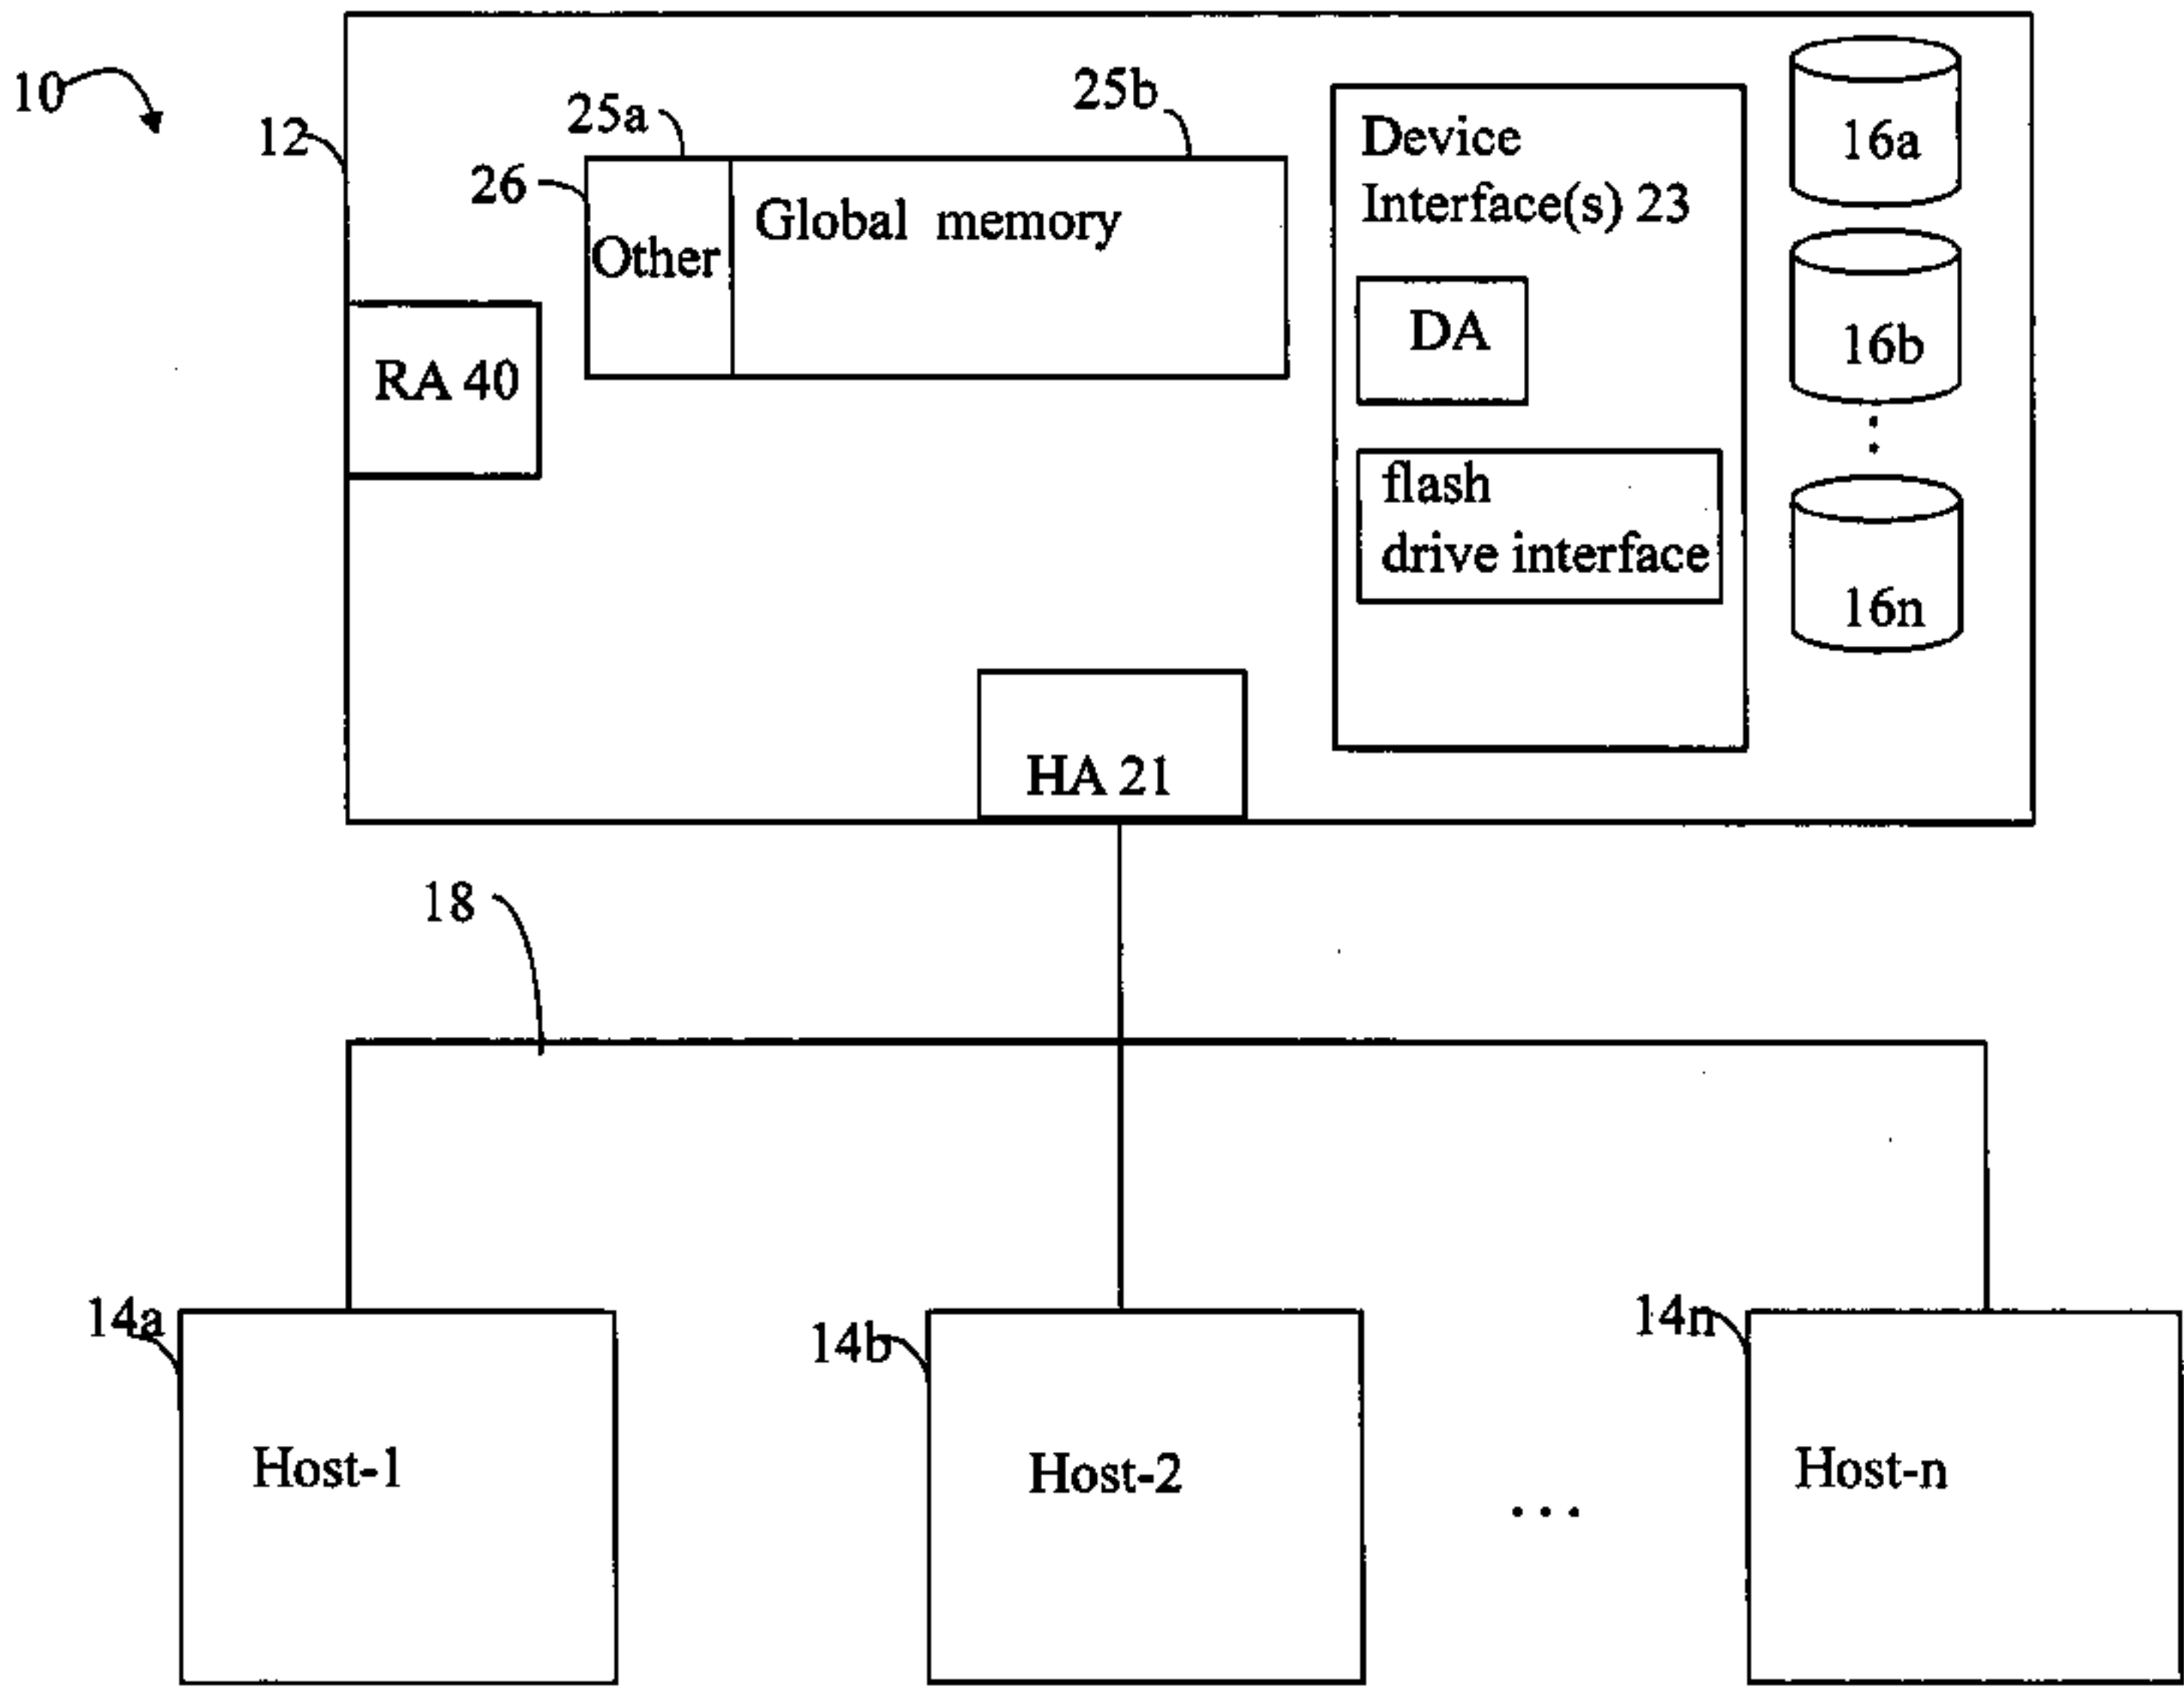 10
12
25a
25b
26
Other
Global memory
Device
Interface(s) 23
16a
DA
16b
RA 40
flash
drive interface
16n
HA 21
18
14a
14b
14n
Host-1
Host-2
...
Host-n